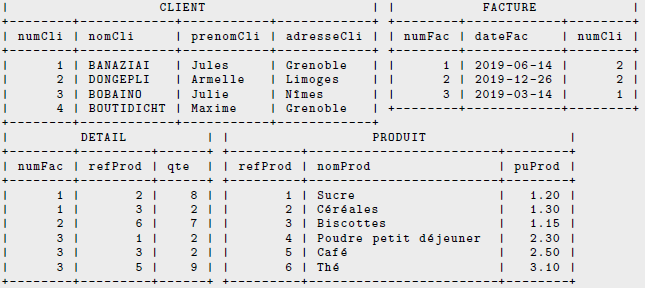 |                  CLIENT                   | |           FACTURE            |
+--------+-----------+------------+-----------+ +--------+------------+--------+
| numCli | nomCli | prenomCli | adresseCli | | numFac | dateFac | numCli |
+--------+-----------+------------+-----------+ +--------+------------+--------+
| 1 | BANAZIAI | Jules | Grenoble | | 1 | 2019-06-14 | 2 |
| 2 | DONGEPLI | Armelle | Limoges | | 2 | 2019-12-26 | 2 |
| 3 | BOBAINO | Julie | Nîmes | | 3 | 2019-03-14 | 1 |
| 4 | BOUTIDICHT | Maxime | Grenoble | +--------+------------+--------+
+--------+-----------+------------+-----------+
| DETAIL | | PRODUIT |
+--------+---------+------+ +---------+-----------------------+--------+
| numFac | refProd | qte | | refProd | nomProd | puProd |
+--------+---------+------+ +---------+-----------------------+--------+
| 1 | 2 | 8 | | 1 | Sucre | 1.20 |
| 1 | 3 | 2 | | 2 | Céréales | 1.30 |
| 2 | 6 | 7 | | 3 | Biscottes | 1.15 |
| 3 | 1 | 2 | | 4 | Poudre petit déjeuner | 2.30 |
| 3 | 3 | 2 | | 5 | Café | 2.50 |
| 3 | 5 | 9 | | 6 | Thé | 3.10 |
+--------+---------+------+ +---------+-----------------------+--------+